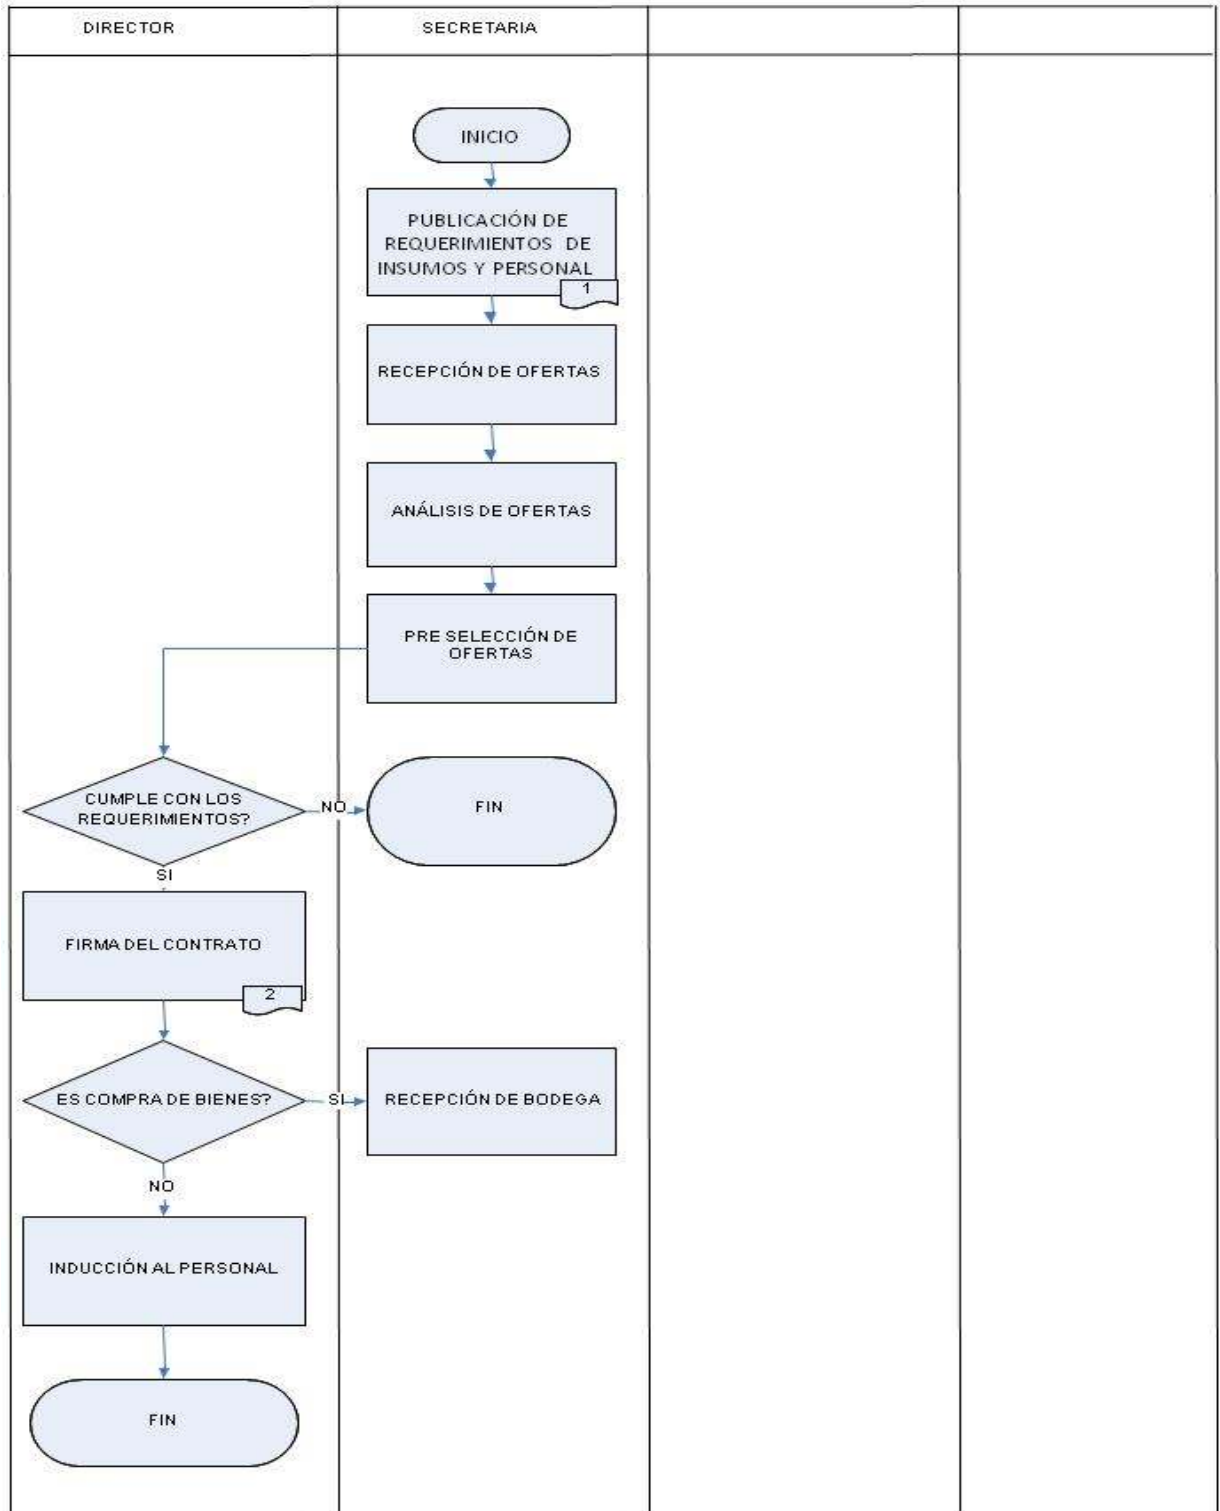 DIRECTOR
SECRETARIA
INICIO
PUBLICACIÓN DE
REQUERIMIENTOS DE
INSUMOS Y PERSONAL
1
RECEPCIÓN DE OFERTAS
ANÁLISIS DE OFERTAS
PRE SELECCIÓN DE
OFERTAS
CUMPLE CON LOS
REQUERIMIENTOS?
NO
FIN
SI
FIRMA DEL CONTRATO
2
ES COMPRA DE BIENES?
SI
RECEPCIÓN DE BODEGA
NO
INDUCCIÓN AL PERSONAL
FIN